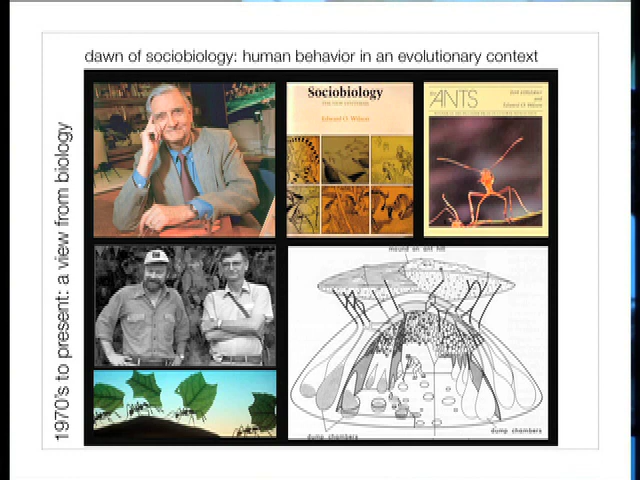 dawn of sociobiology: human behavior in an evolutionary context
1970's to present: a view from biology
Sociobiology
THE NEW SYNTHESIS
Edward O. Wilson
THE ANTS
Bert Hölldobler
and
Edward O. Wilson
mound on ant hill
dump chambers
dump chambers